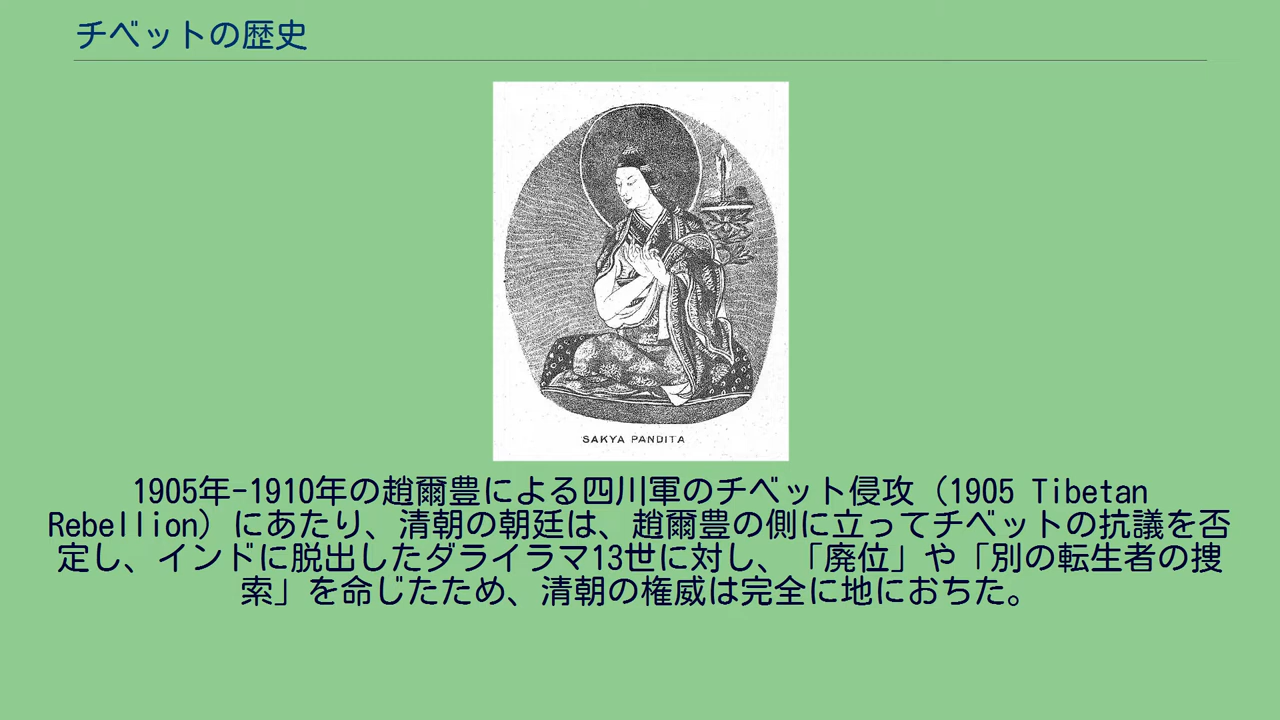 チベットの歴史
SAKYA PANDITA
1905年-1910年の趙爾豊による四川軍のチベット侵攻（1905 Tibetan
Rebellion）にあたり、清朝の朝廷は、趙爾豊の側に立ってチベットの抗議を否
定し、インドに脱出したダライラマ13世に対し、「廃位」や「別の転生者の捜
索」を命じたため、清朝の権威は完全に地におちた。